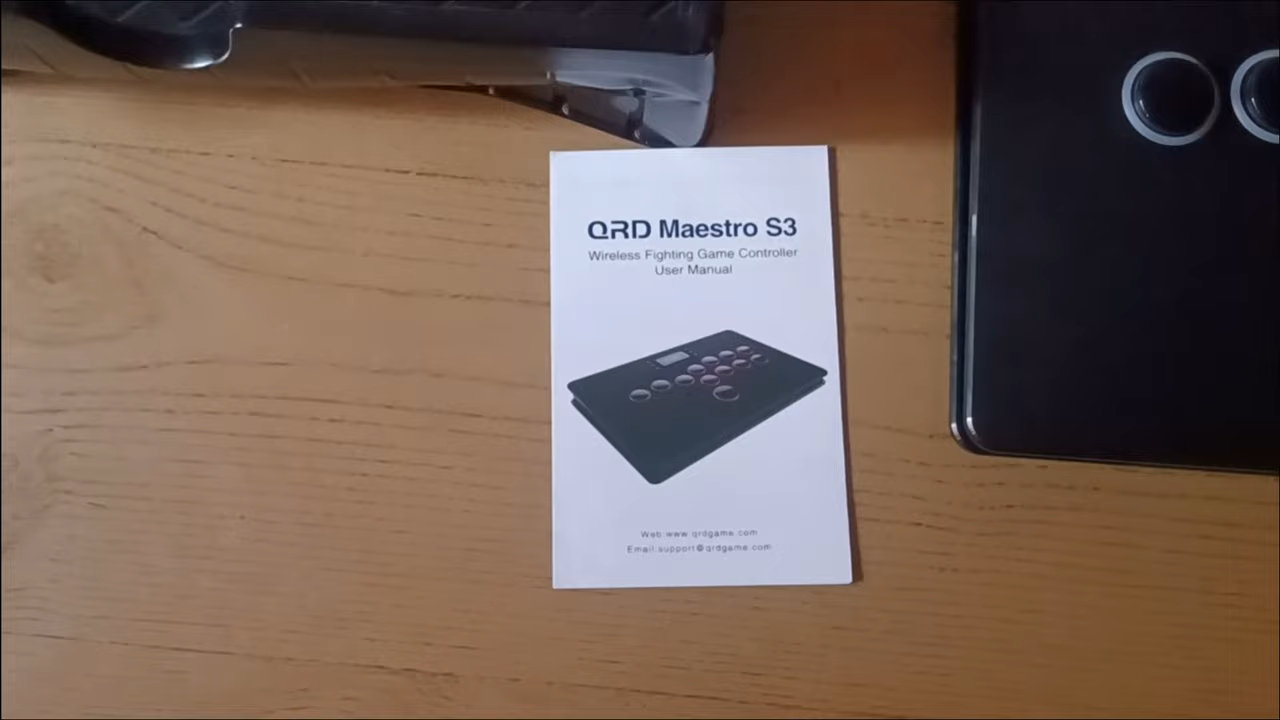 QRD Maestro S3
Wireless Fighting Game Controller
User Manual
Web:www.qrdgame.com
Email:support@qrdgame.com